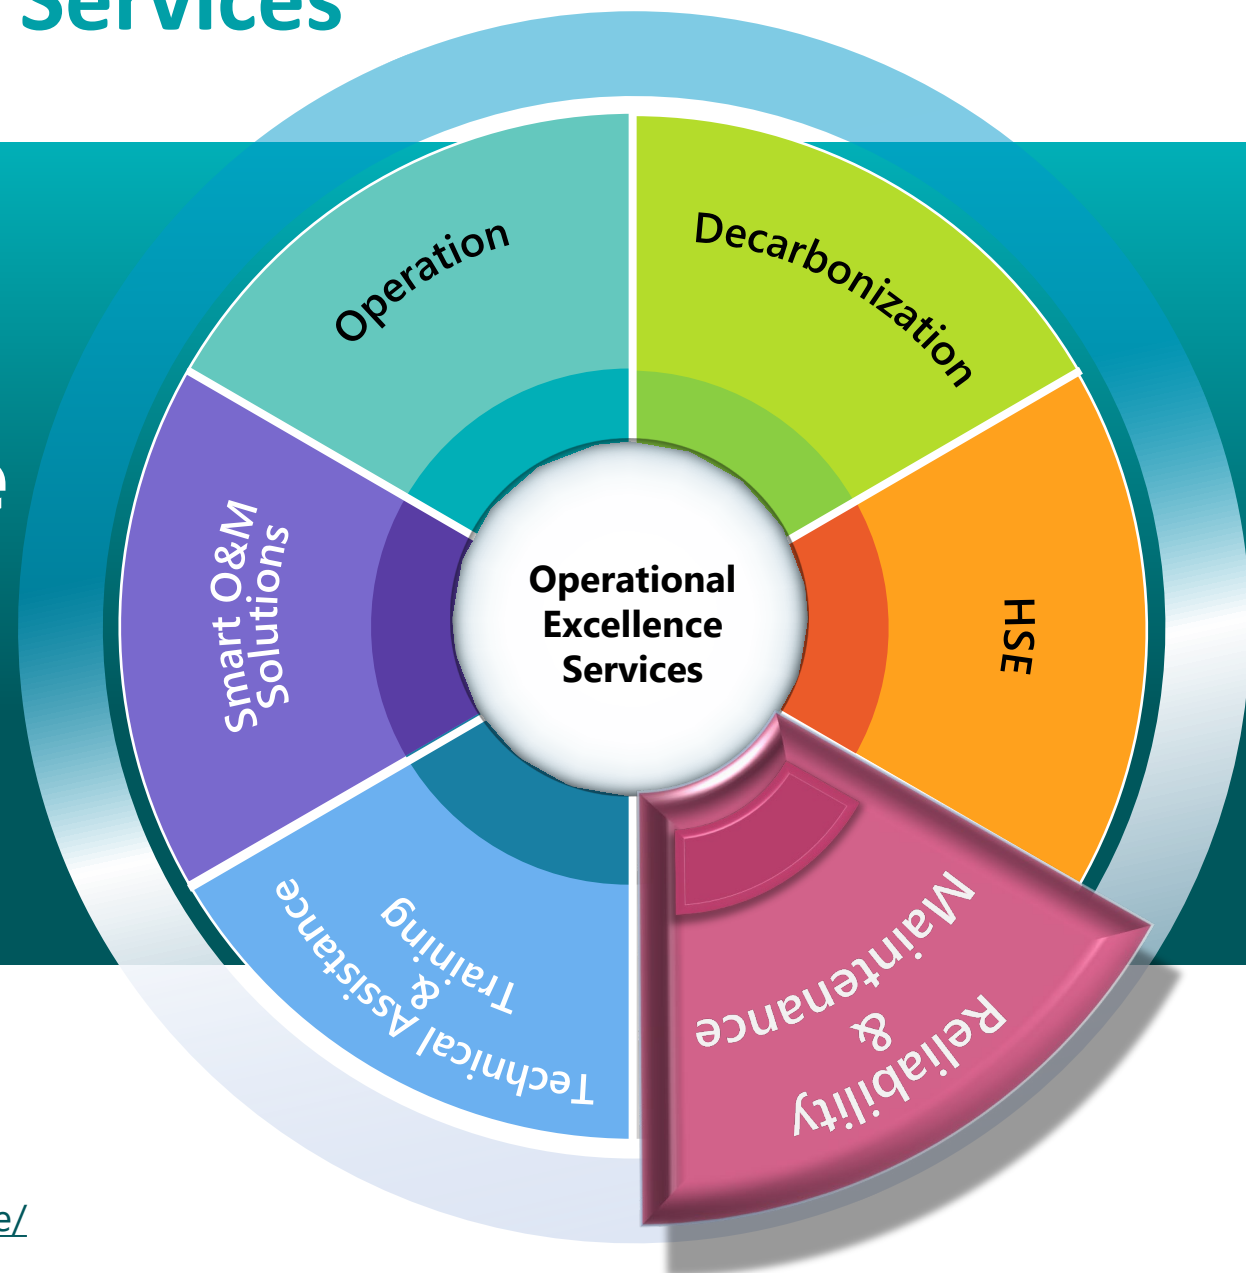 Services
Operation
Decarbonization
HSE
Reliability
&
Maintenance
Technical Assistance
&
Training
Smart O&M
Solutions
Operational
Excellence
Services
e
e/